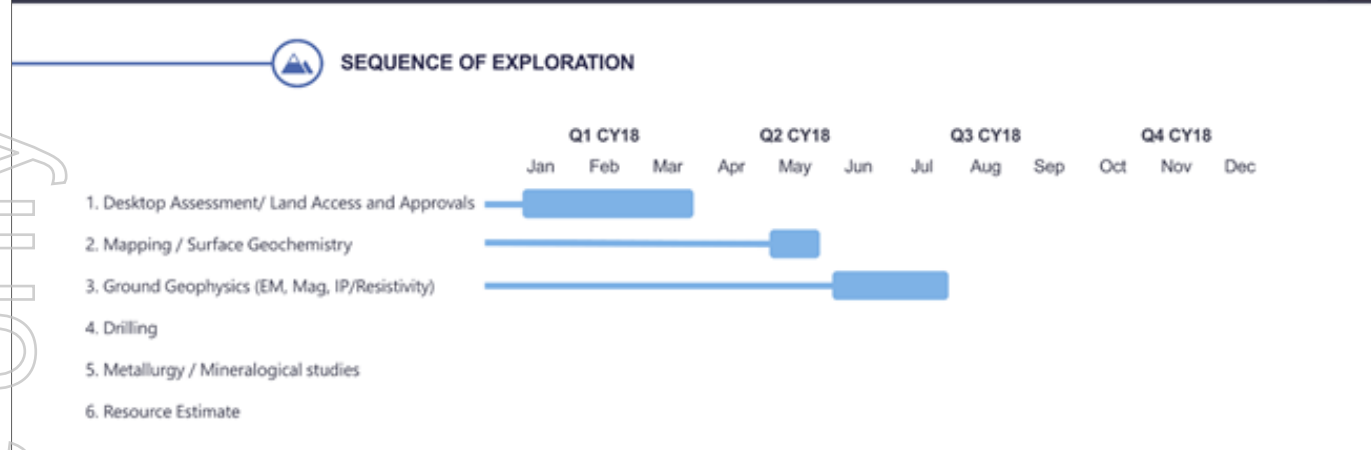 SEQUENCE OF EXPLORATION
Q1 CY18 Q2 CY18 Q3 CY18 Q4 CY18
Jan Feb Mar Apr May Jun Jul Aug Sep Oct Nov Dec
1. Desktop Assessment/ Land Access and Approvals
2. Mapping / Surface Geochemistry
3. Ground Geophysics (EM, Mag, IP/Resistivity)
4. Drilling
5. Metallurgy / Mineralogical studies
6. Resource Estimate